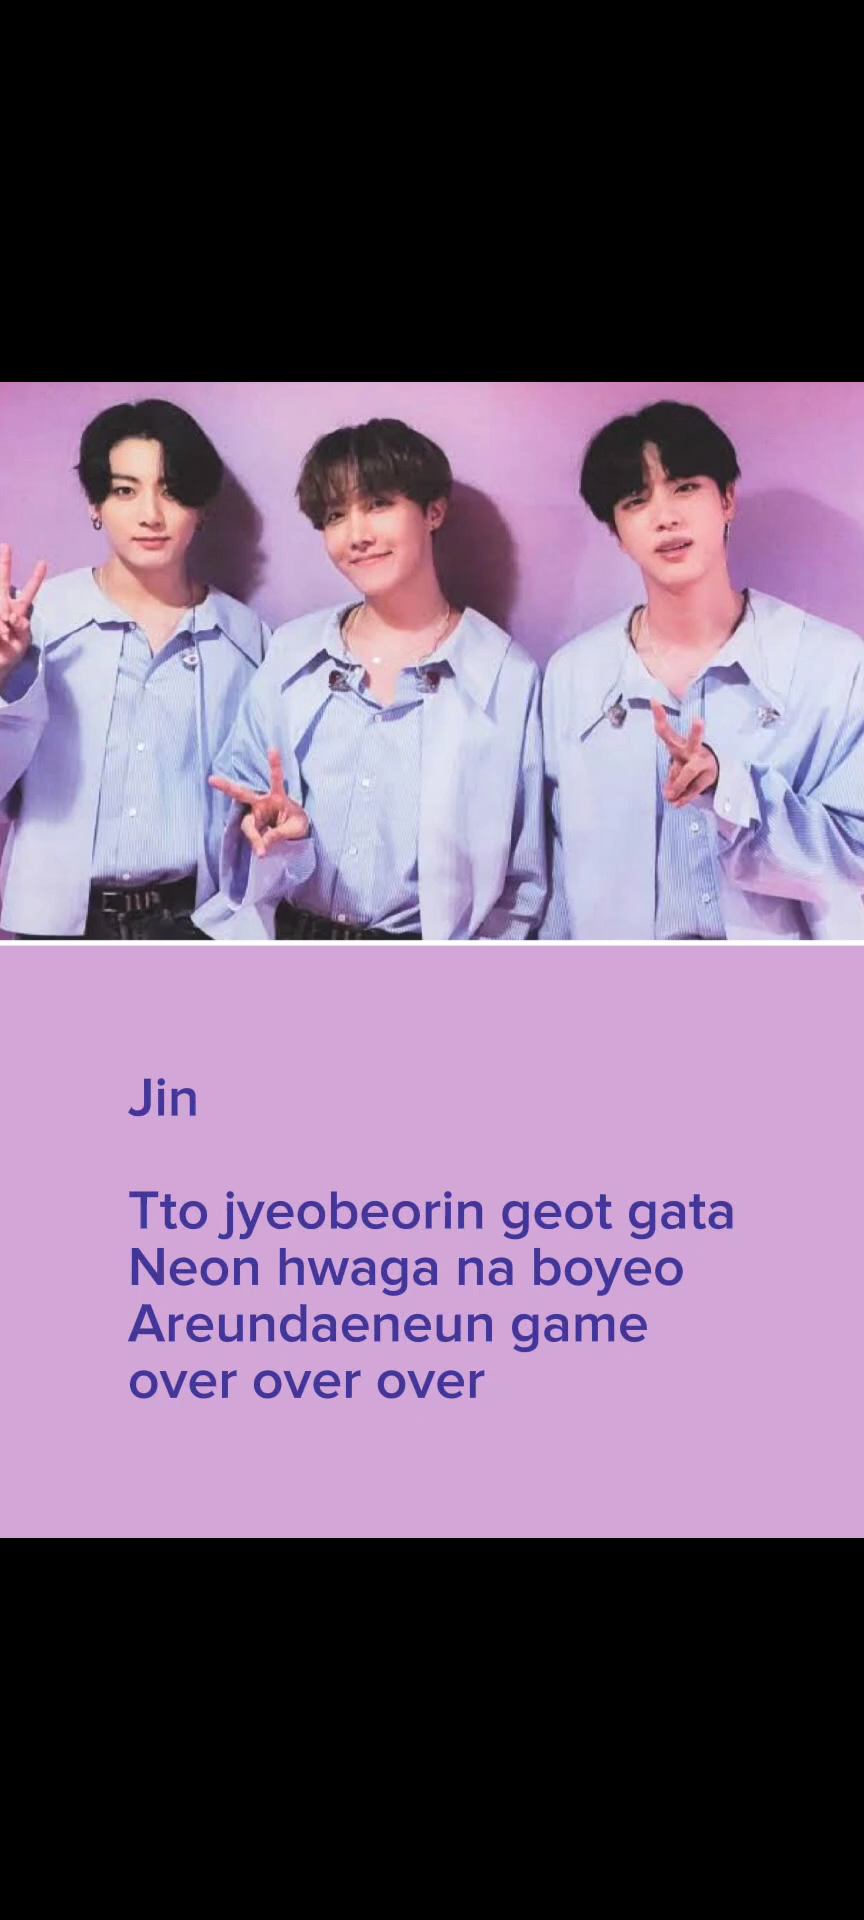 Jin
Tto jyeobeorin geot gata
Neon hwaga na boyeo
Areundaeneun game
over over over